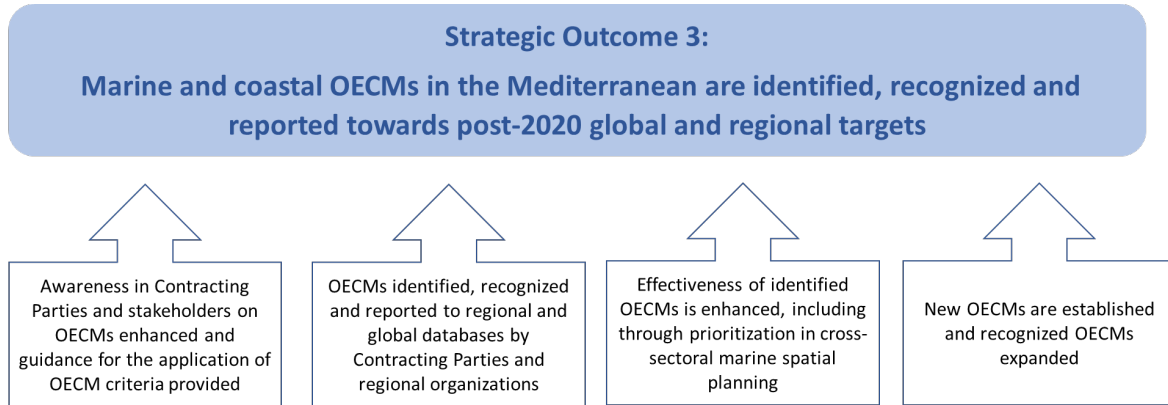 Strategic Outcome 3:
Marine and coastal OECMs in the Mediterranean are identified, recognized and
reported towards post-2020 global and regional targets
Awareness in Contracting
Parties and stakeholders on
OECMs enhanced and
guidance for the application of
OECM criteria provided
OECMs identified, recognized
and reported to regional and
global databases by
Contracting Parties and
regional organizations
Effectiveness of identified
OECMs is enhanced, including
through prioritization in cross-
sectoral marine spatial
planning
New OECMs are established
and recognized OECMs
expanded